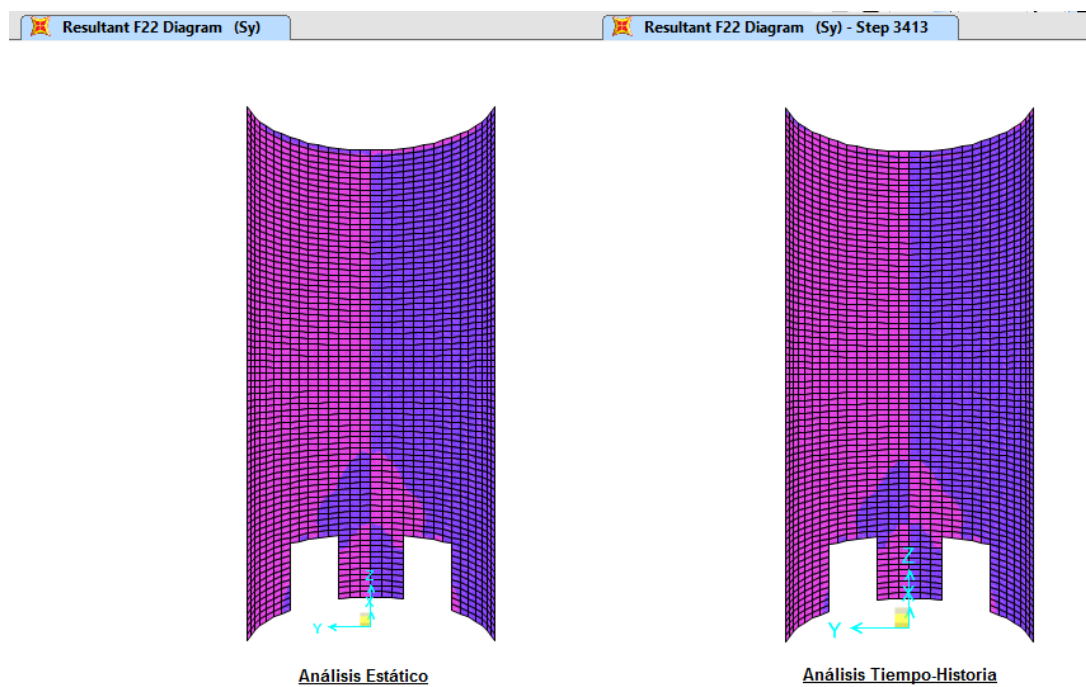 Resultant F22 Diagram (Sy)
Resultant F22 Diagram (Sy) - Step 3413
Z
Y
Z
Y
Análisis Estático
Análisis Tiempo-Historia